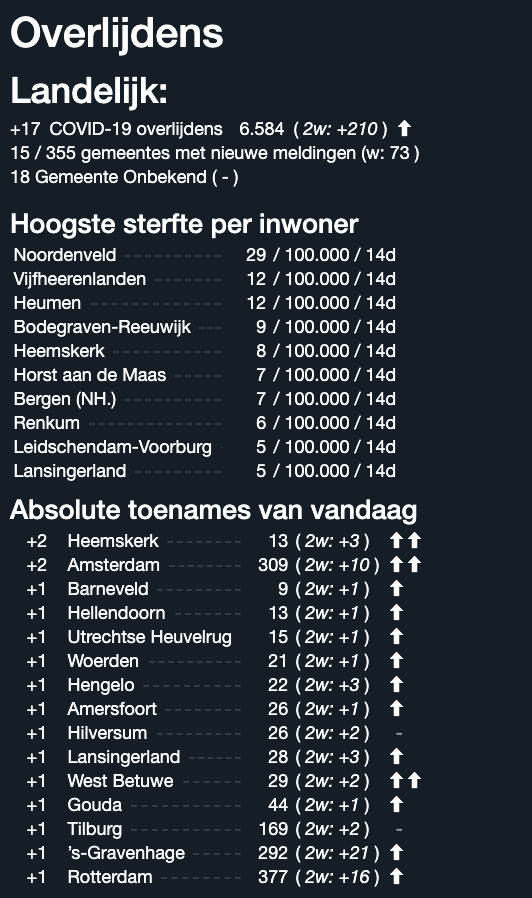 Overlijdens
Landelijk:
+17 COVID-19 overlijdens 6.584 ( 2w: +210 ) ⬆
15 / 355 gemeentes met nieuwe meldingen (w: 73 )
18 Gemeente Onbekend ( - )
Hoogste sterfte per inwoner
Noordenveld ---------- 29 / 100.000 / 14d
Vijfheerenlanden ------- 12 / 100.000 / 14d
Heumen ------------- 12 / 100.000 / 14d
Bodegraven-Reeuwijk --- 9 / 100.000 / 14d
Heemskerk ----------- 8 / 100.000 / 14d
Horst aan de Maas ----- 7 / 100.000 / 14d
Bergen (NH.) ---------- 7 / 100.000 / 14d
Renkum ------------- 6 / 100.000 / 14d
Leidschendam-Voorburg 5 / 100.000 / 14d
Lansingerland --------- 5 / 100.000 / 14d
Absolute toenames van vandaag
+2 Heemskerk -------- 13 ( 2w: +3 ) ⬆⬆
+2 Amsterdam -------- 309 ( 2w: +10 ) ⬆⬆
+1 Barneveld --------- 9 ( 2w: +1 ) ⬆
+1 Hellendoorn -------- 13 ( 2w: +1 ) ⬆
+1 Utrechtse Heuvelrug 15 ( 2w: +1 ) ⬆
+1 Woerden ---------- 21 ( 2w: +1 ) ⬆
+1 Hengelo ----------- 22 ( 2w: +3 ) ⬆
+1 Amersfoort -------- 26 ( 2w: +1 ) ⬆
+1 Hilversum --------- 26 ( 2w: +2 ) -
+1 Lansingerland ------ 28 ( 2w: +3 ) ⬆
+1 West Betuwe ------- 29 ( 2w: +2 ) ⬆⬆
+1 Gouda ------------ 44 ( 2w: +1 ) ⬆
+1 Tilburg ------------ 169 ( 2w: +2 ) -
+1 's-Gravenhage ----- 292 ( 2w: +21 ) ⬆
+1 Rotterdam --------- 377 ( 2w: +16 ) ⬆